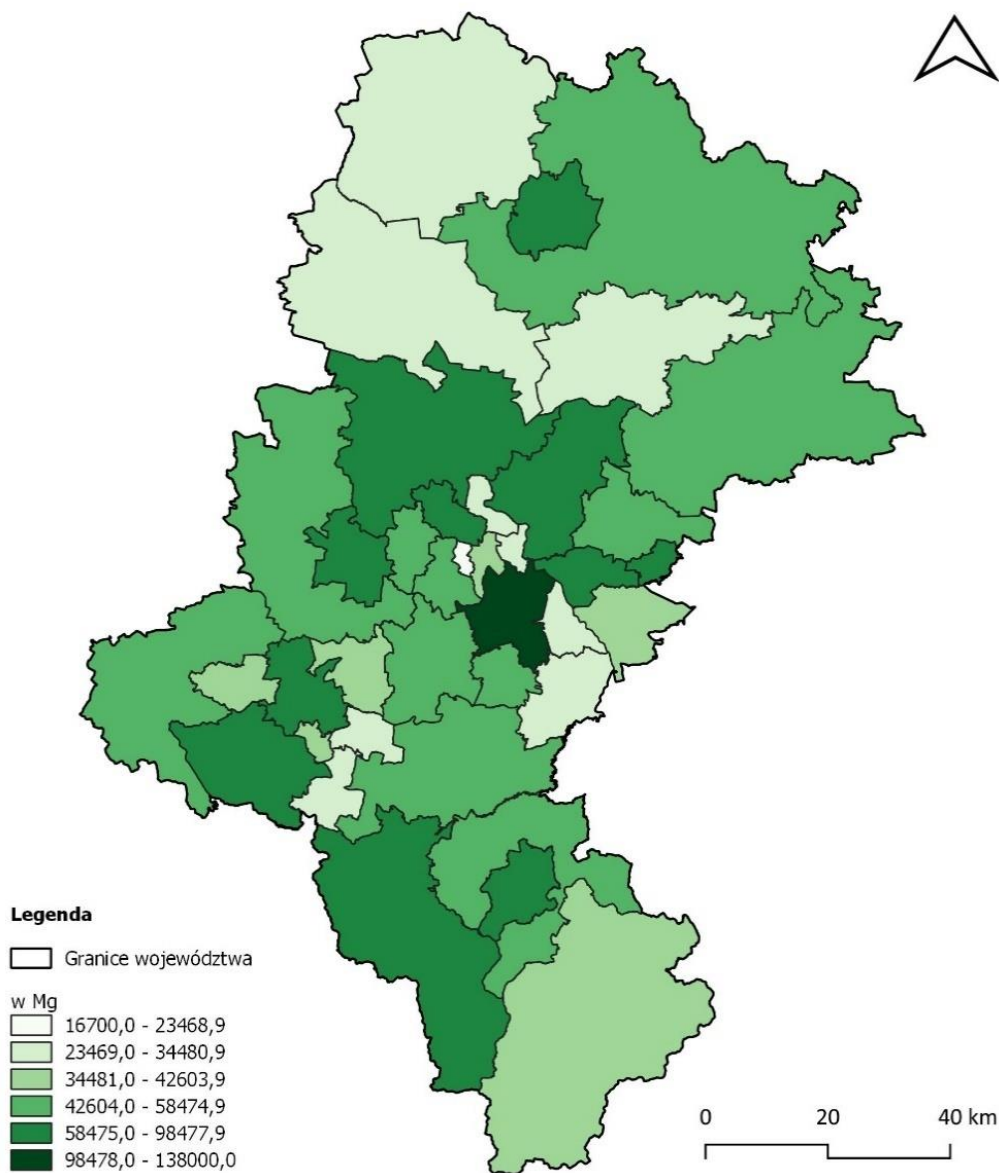 Legenda
Granice województwa
w Mg
16700,0 - 23468,9
23469,0 - 34480,9
34481,0 - 42603,9
42604,0 - 58474,9
58475,0 - 98477,9
98478,0 - 138000,0
0 20 40 km